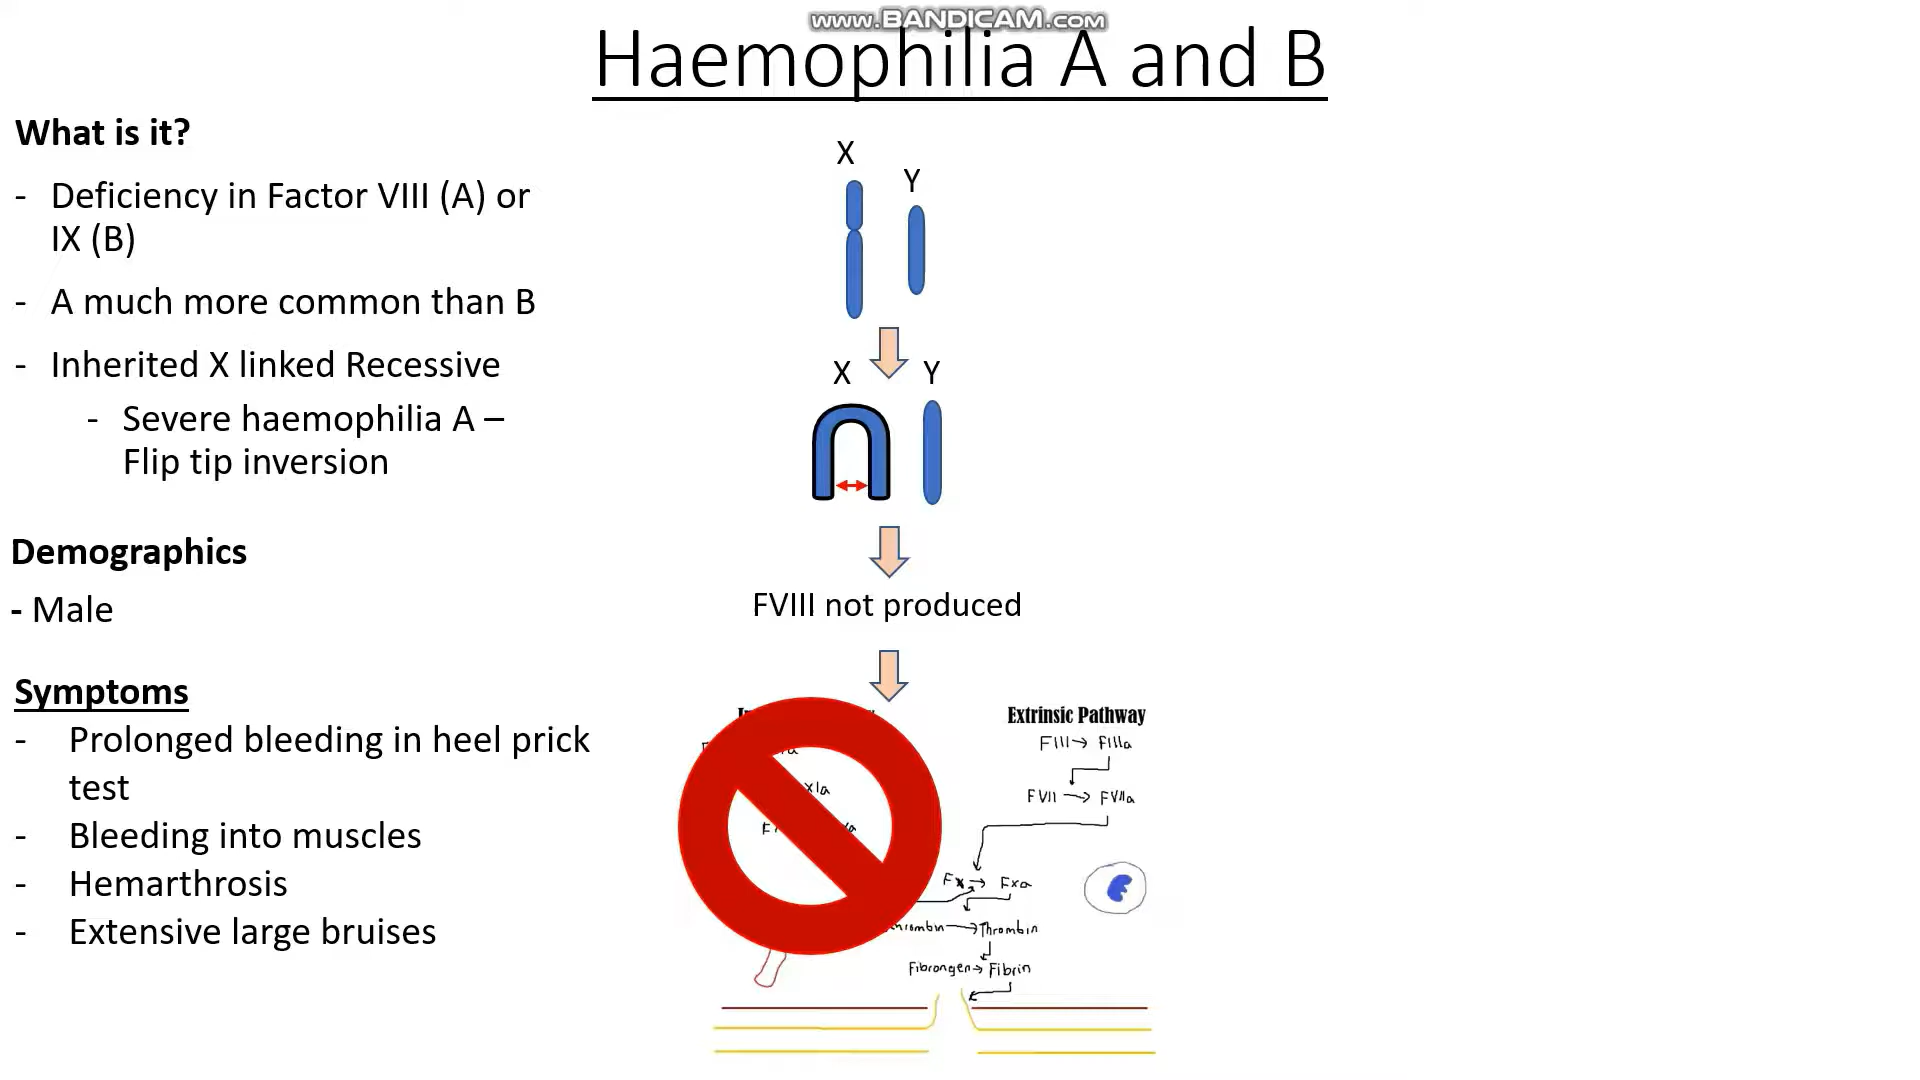 www.BANDICAM.com
Haemophilia A and B
What is it?
- Deficiency in Factor VIII (A) or
IX (B)
- A much more common than B
- Inherited X linked Recessive
- Severe haemophilia A –
Flip tip inversion
Demographics
- Male
Symptoms
- Prolonged bleeding in heel prick
test
- Bleeding into muscles
- Hemarthrosis
- Extensive large bruises
X
Y
X
Y
FVIII not produced
Extrinsic Pathway
FIII → FIIIa
FVII → FVIIa
XIa
FX → FXa
Thrombin
Fibrongen → Fibrin